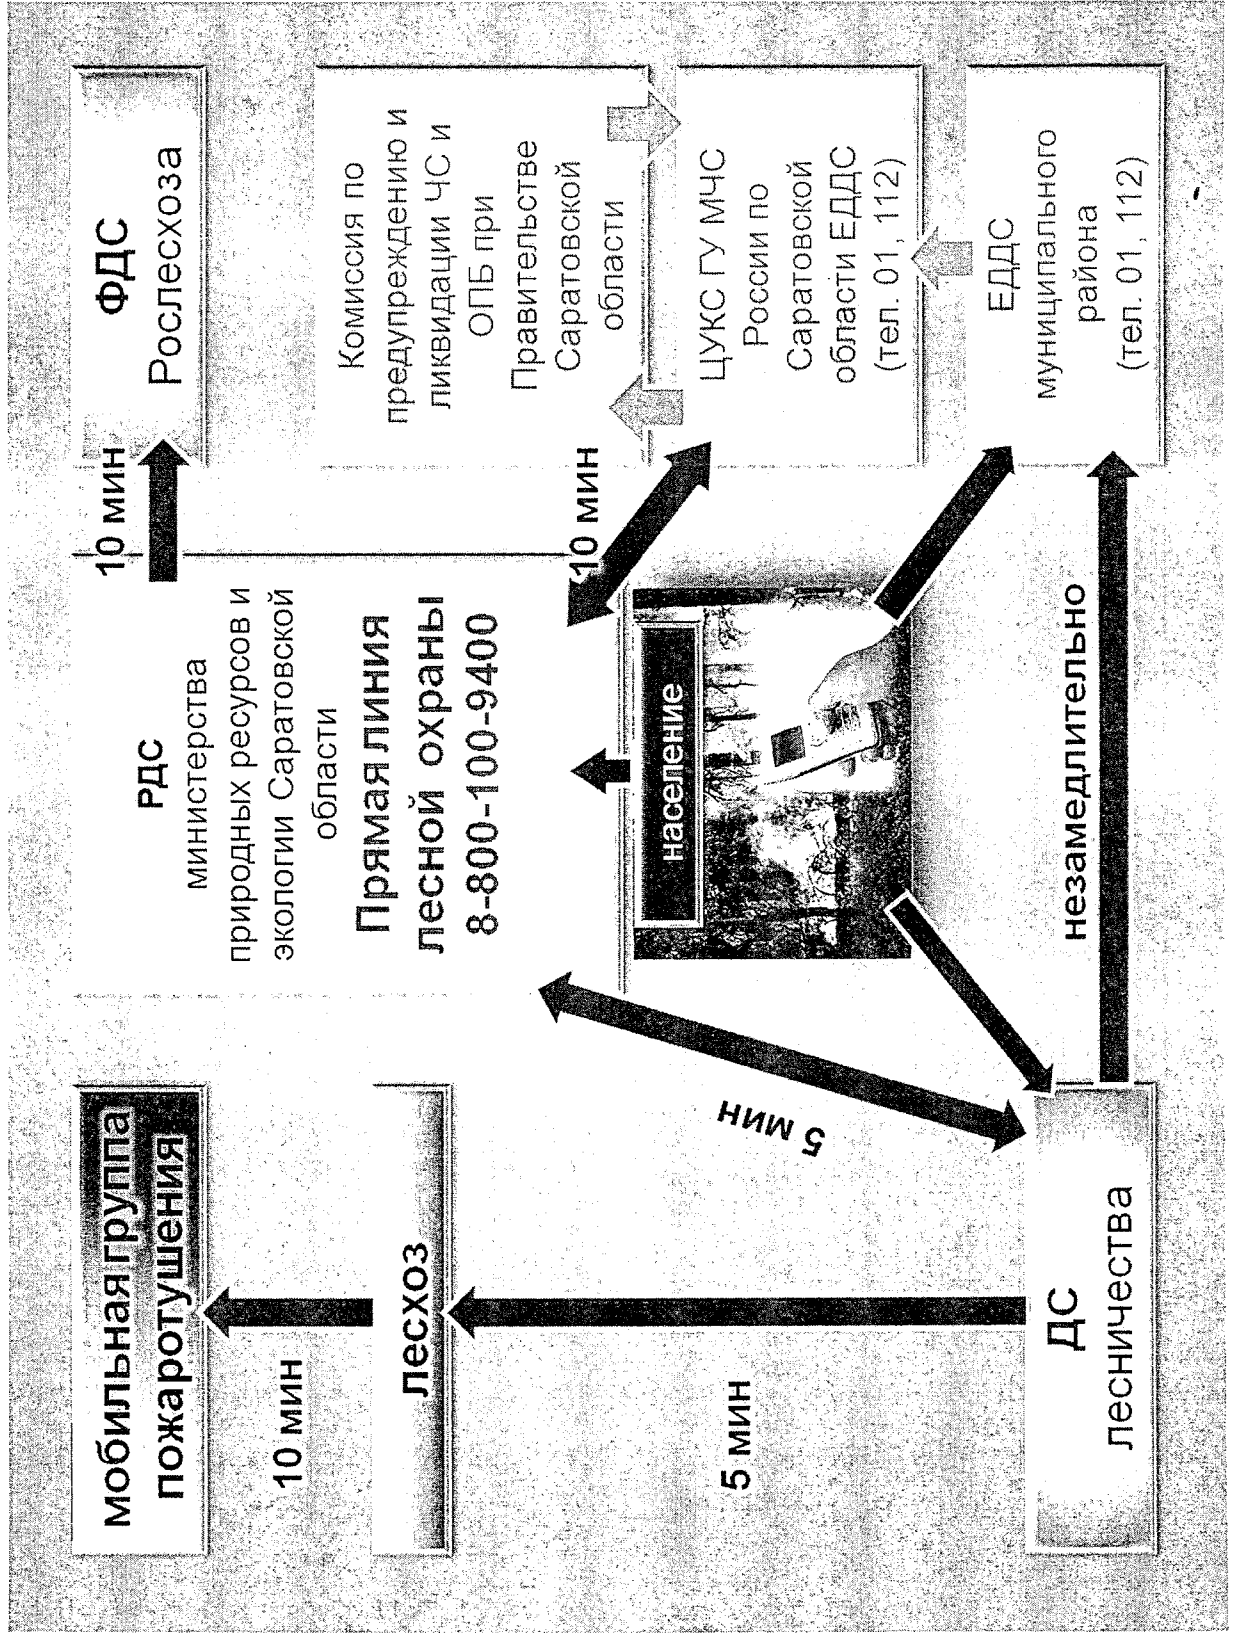 мобильная группа
пожаротушения
10 мин
лесхоз
5 мин
ДС
лесничества
РДС
министерства
природных ресурсов и
экологии Саратовской
области
Прямая линия
лесной охраны
8-800-100-9400
5 мин
население
незамедлительно
10 мин
10 мин
ФДС
Рослесхоза
Комиссия по
предупреждению и
ликвидации ЧС и
ОПБ при
Правительстве
Саратовской
области
ЦУКС ГУ МЧС
России по
Саратовской
области ЕДДС
(тел. 01, 112)
ЕДДС
муниципального
района
(тел. 01, 112)